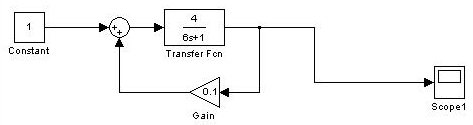 1
Constant
+
+
4
6s+1
Transfer Fcn
0.1
Gain
Scope1